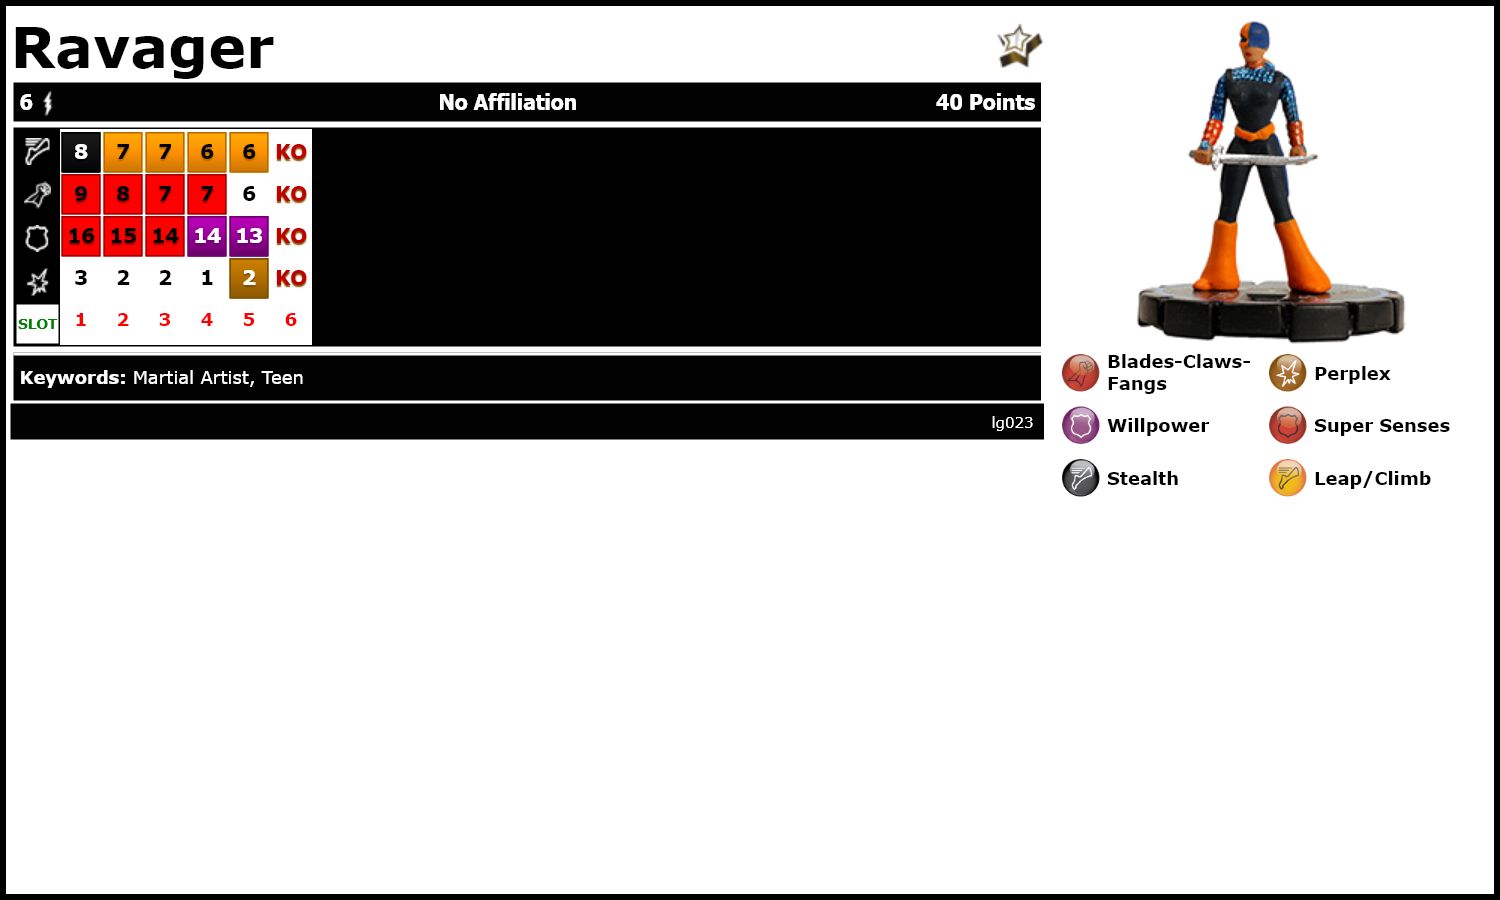 Ravager
6 No Affiliation 40 Points
8 7 7 6 6 KO
9 8 7 7 6 KO
16 15 14 14 13 KO
3 2 2 1 2 KO
SLOT 1 2 3 4 5 6
Keywords: Martial Artist, Teen
lg023
Blades-Claws-
Fangs
Perplex
Willpower
Super Senses
Stealth
Leap/Climb